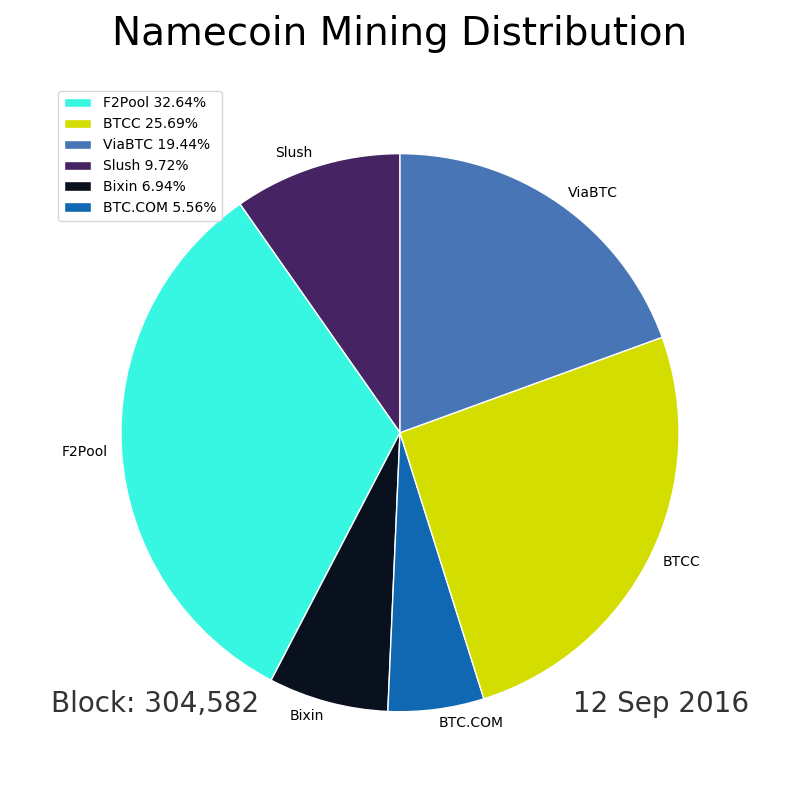 Namecoin Mining Distribution
F2Pool 32.64%
BTCC 25.69%
ViaBTC 19.44%
Slush 9.72%
Bixin 6.94%
BTC.COM 5.56%
Slush
ViaBTC
F2Pool
BTCC
Block: 304,582
12 Sep 2016
Bixin
BTC.COM